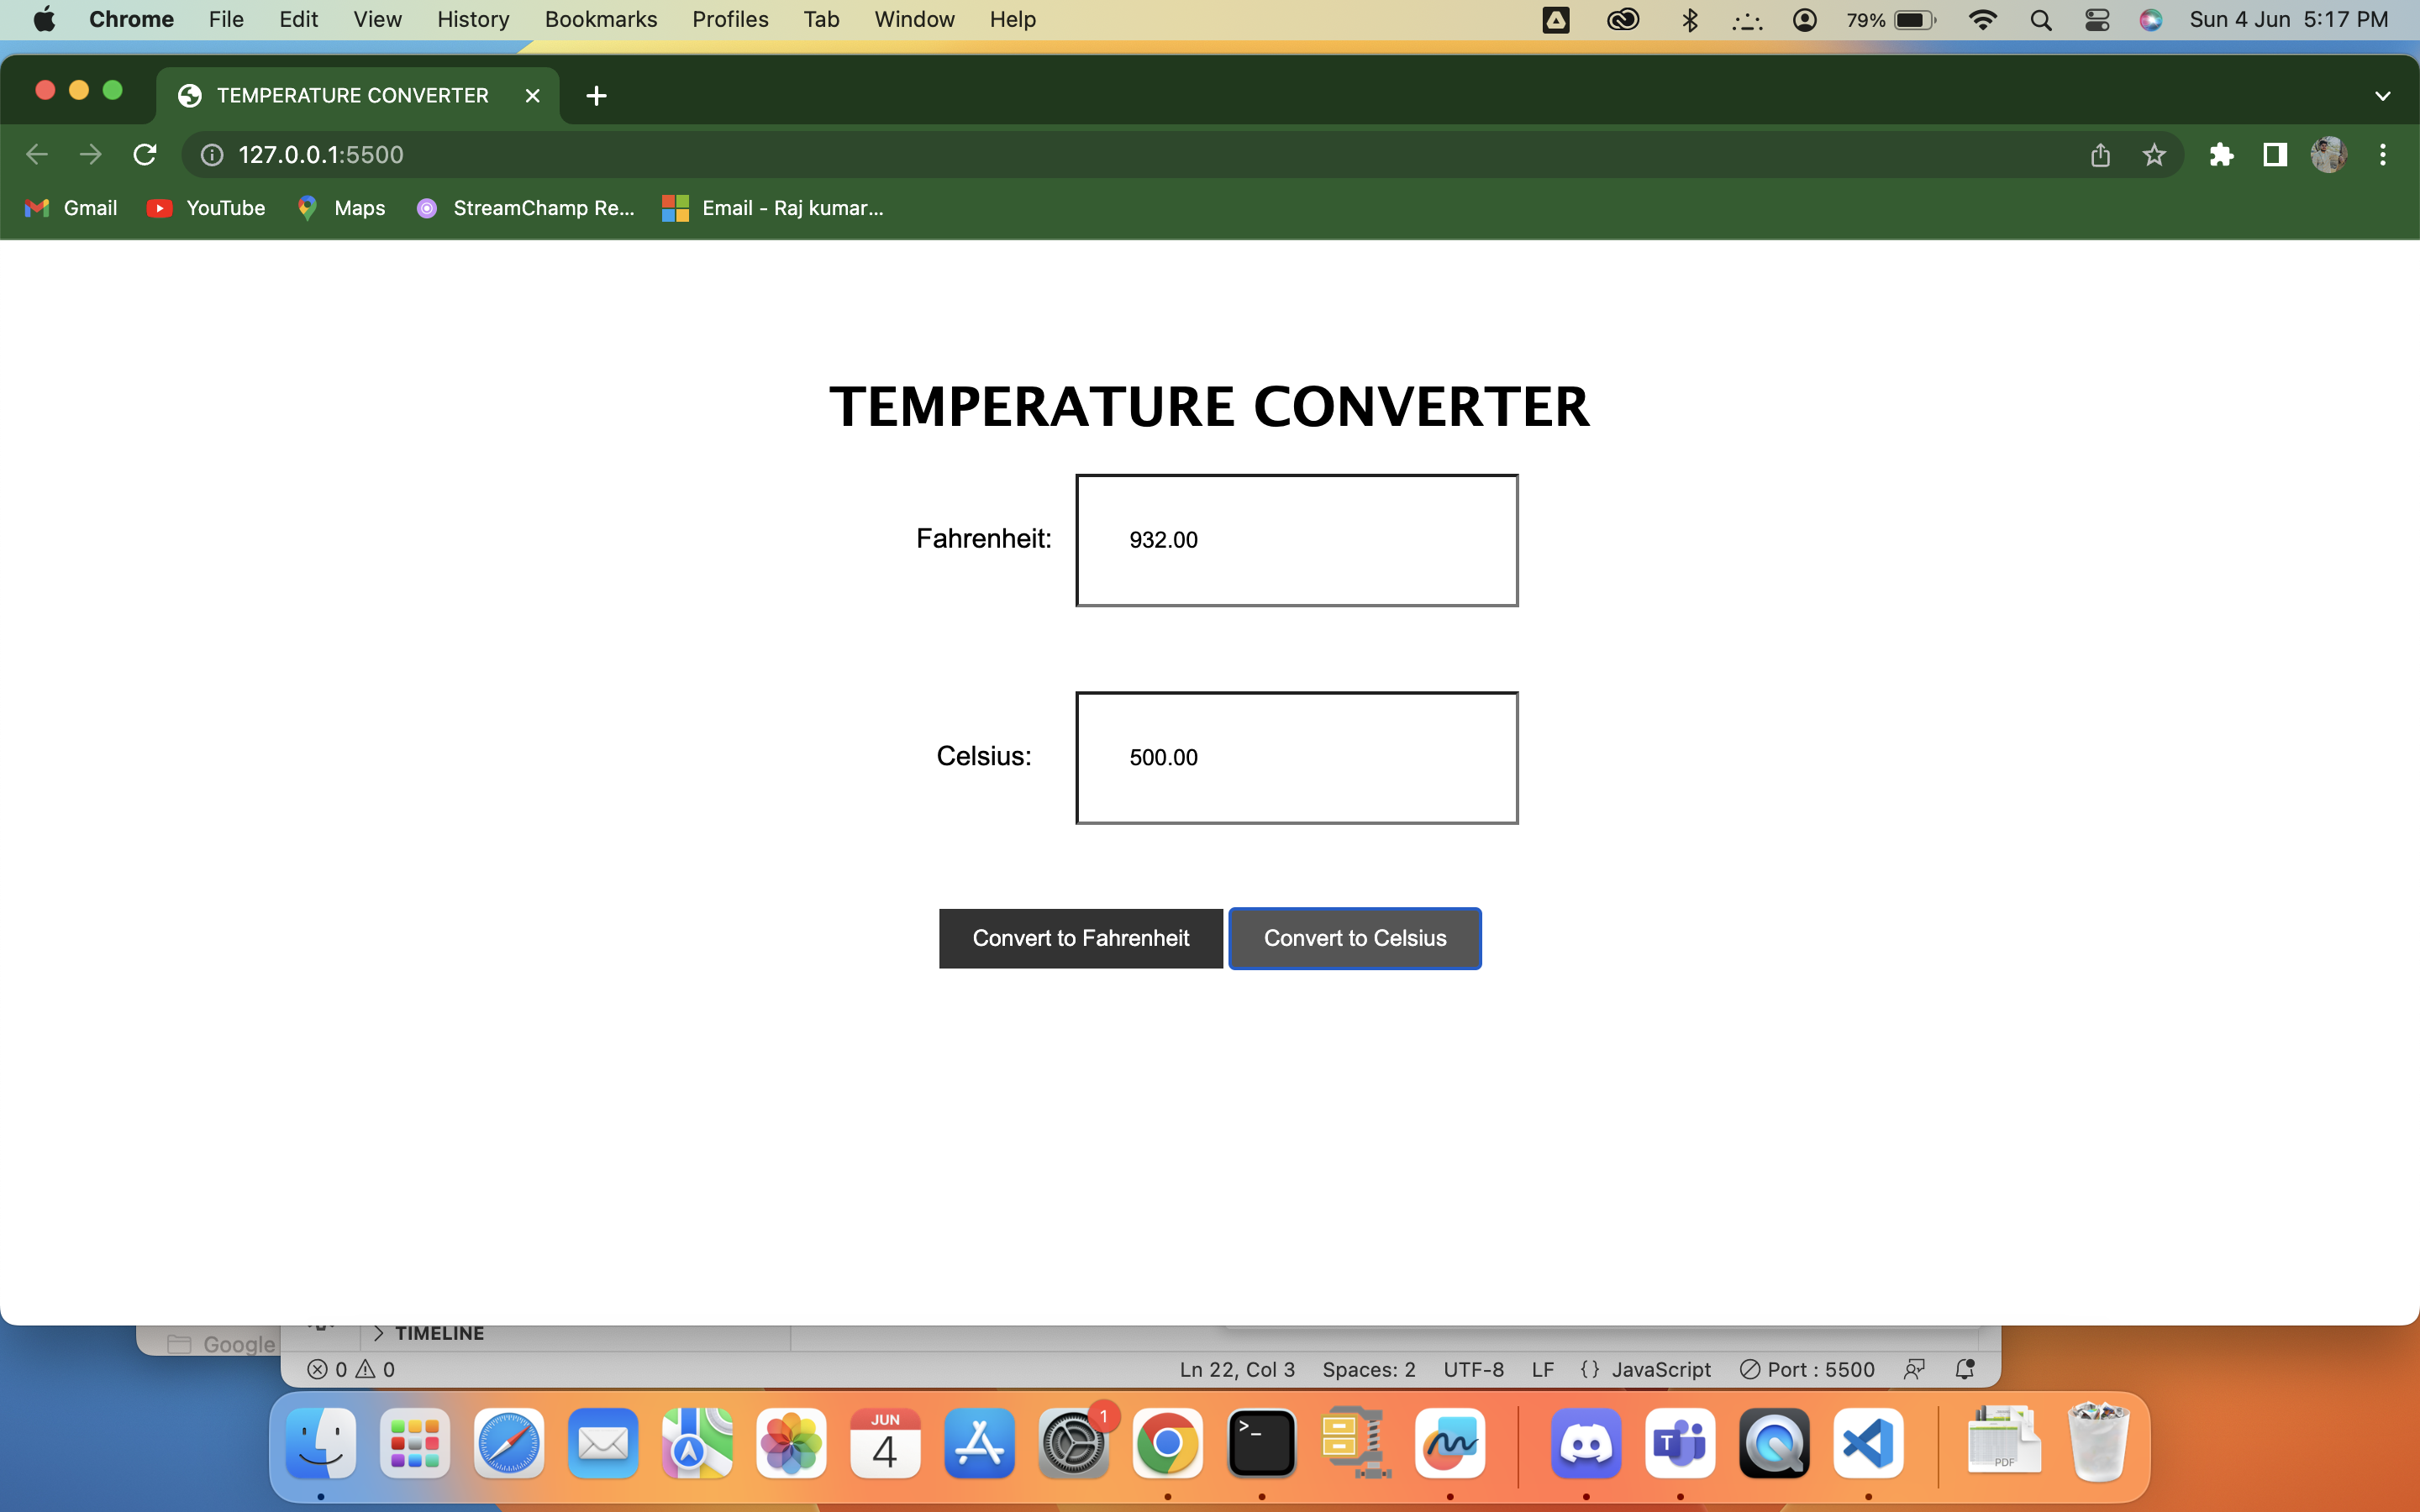 Chrome File Edit View History Bookmarks Profiles Tab Window Help 79% Sun 4 Jun 5:17 PM
TEMPERATURE CONVERTER
127.0.0.1:5500
Gmail YouTube Maps StreamChamp Re... Email - Raj kumar...
TEMPERATURE CONVERTER
Fahrenheit: 932.00
Celsius: 500.00
Convert to Fahrenheit Convert to Celsius
TIMELINE
Google
0 0 Ln 22, Col 3 Spaces: 2 UTF-8 LF {} JavaScript Port : 5500
JUN
4
1
>_
T
PDF